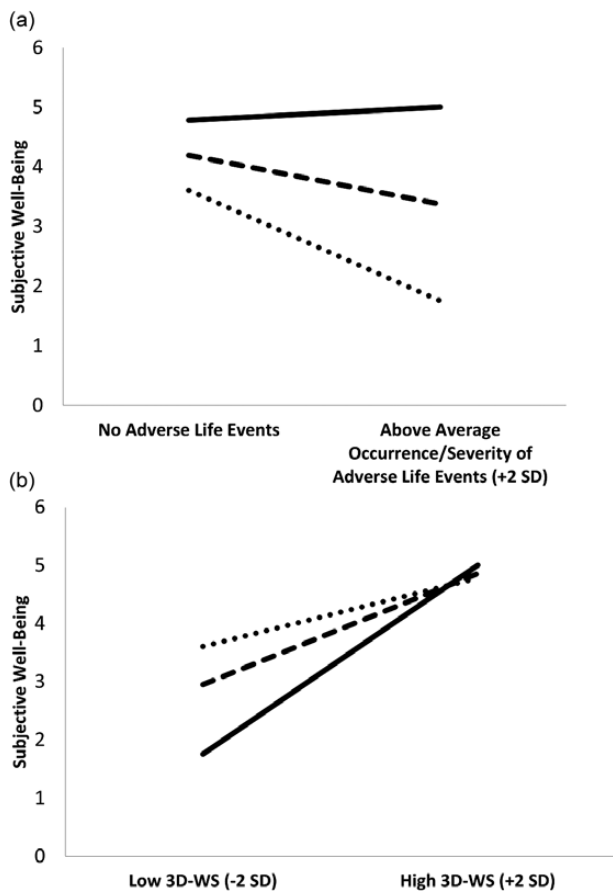 (a)
6
5
4
3
2
1
0
Subjective Well-Being
No Adverse Life Events
Above Average
Occurrence/Severity of
Adverse Life Events (+2 SD)
(b)
6
5
4
3
2
1
0
Subjective Well-Being
Low 3D-WS (-2 SD)
High 3D-WS (+2 SD)